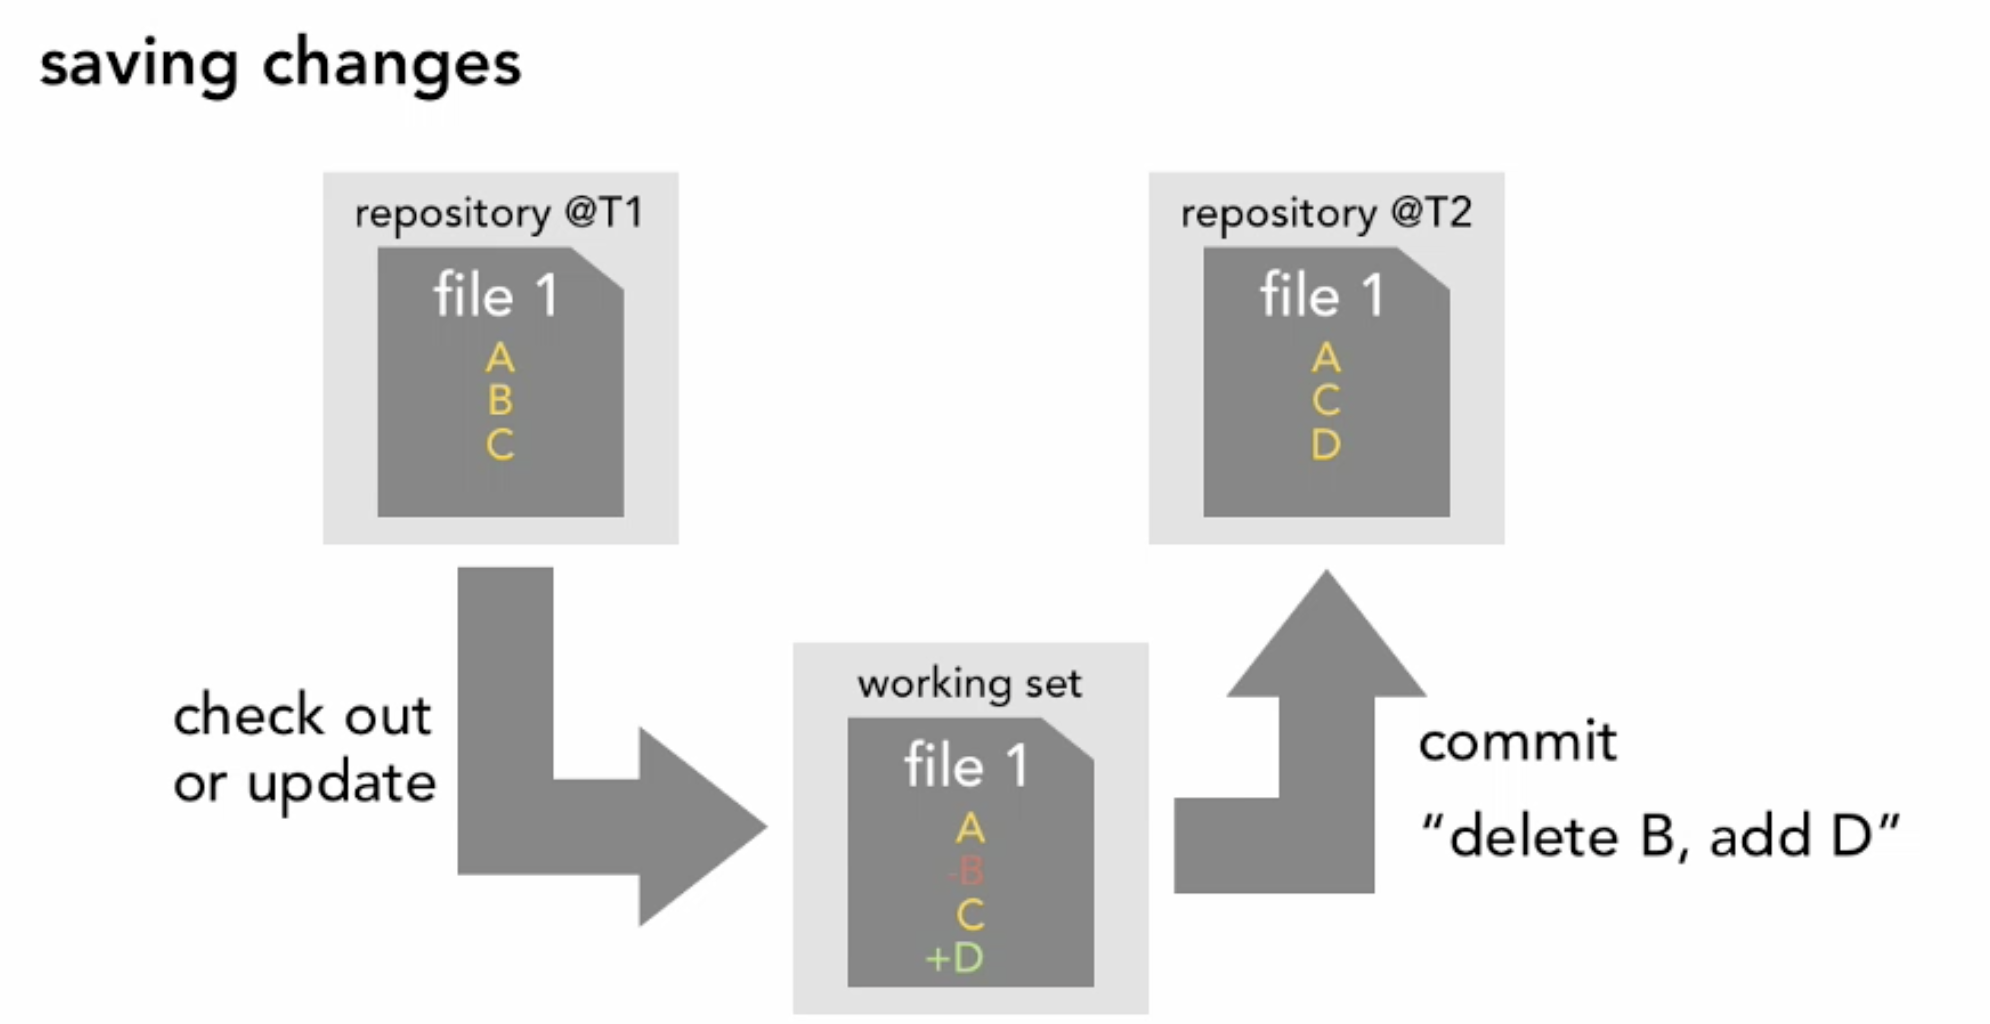 saving changes
repository @T1
file 1
A
B
C
repository @T2
file 1
A
C
D
check out
or update
working set
file 1
A
-B
C
+D
commit
“delete B, add D”